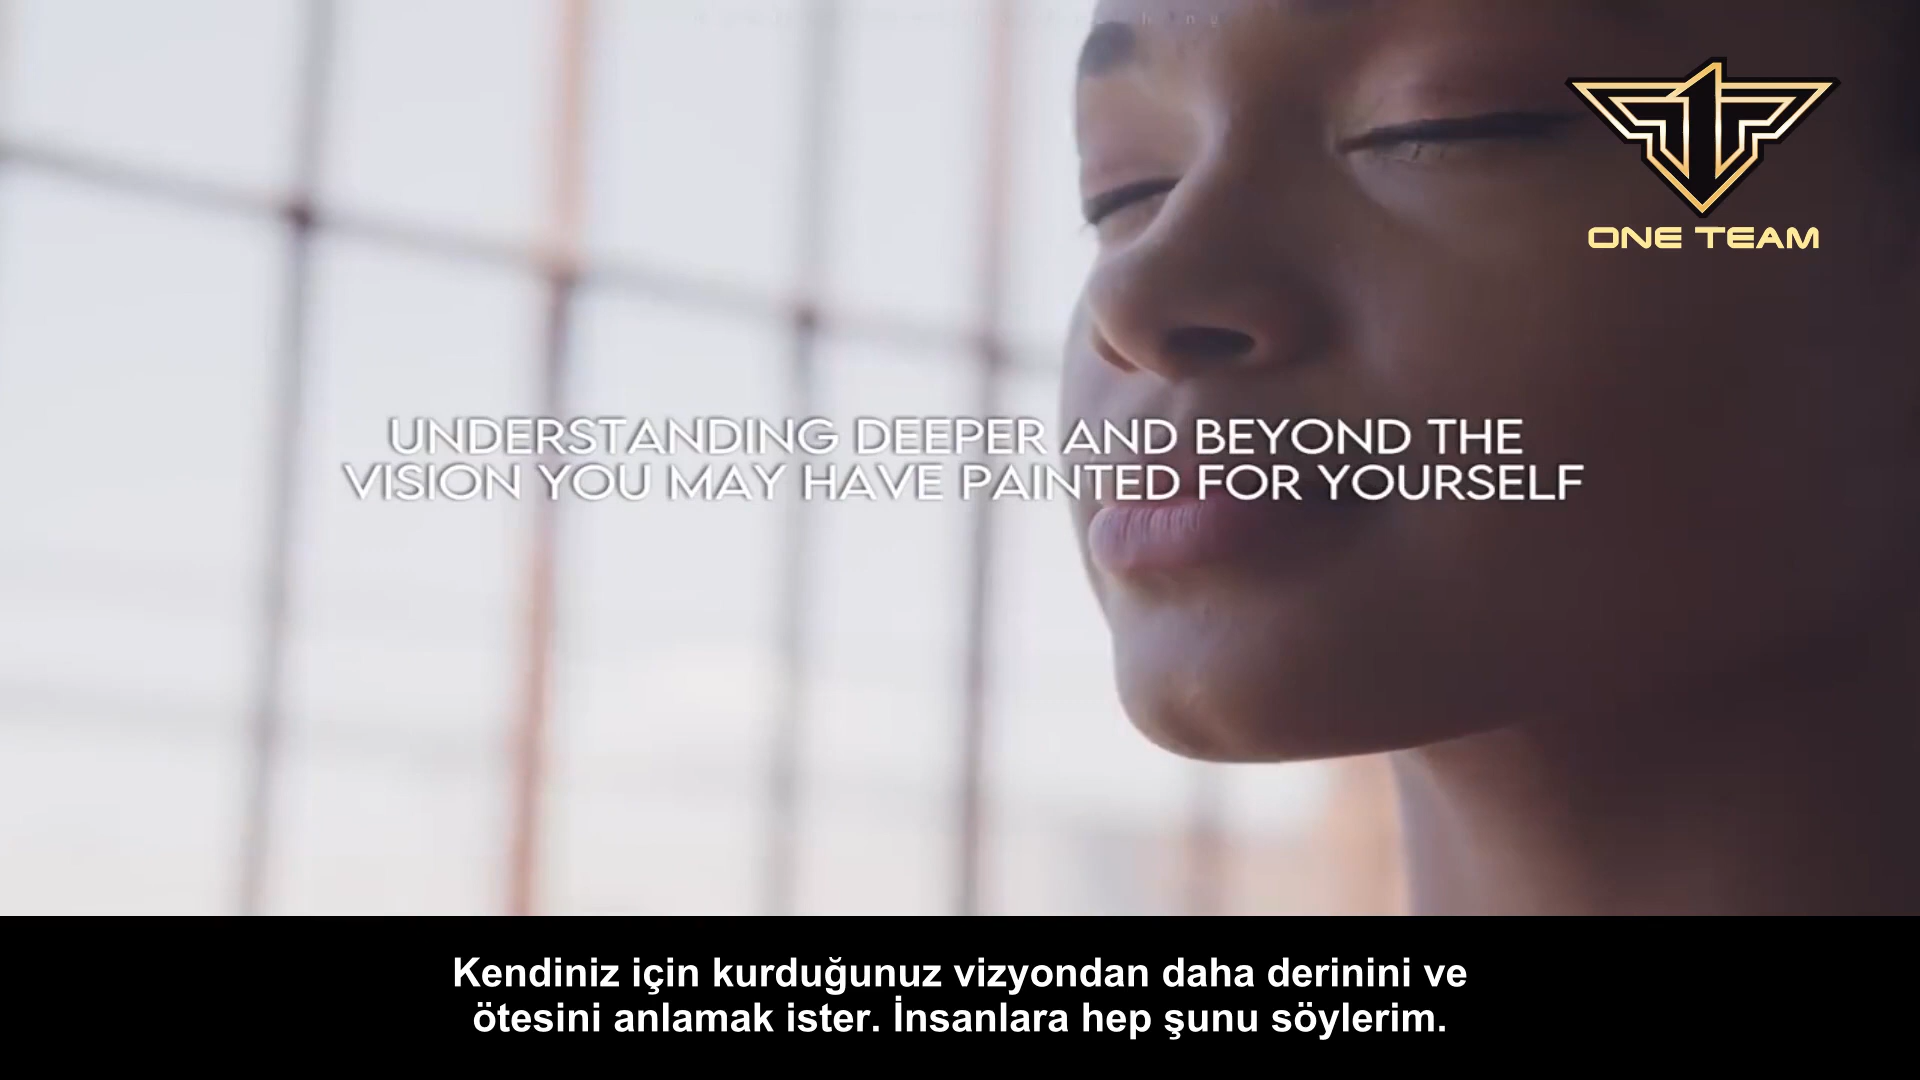 ONE TEAM
UNDERSTANDING DEEPER AND BEYOND THE
VISION YOU MAY HAVE PAINTED FOR YOURSELF
Kendiniz için kurduğunuz vizyondan daha derinini ve
ötesini anlamak ister. İnsanlara hep şunu söylerim.